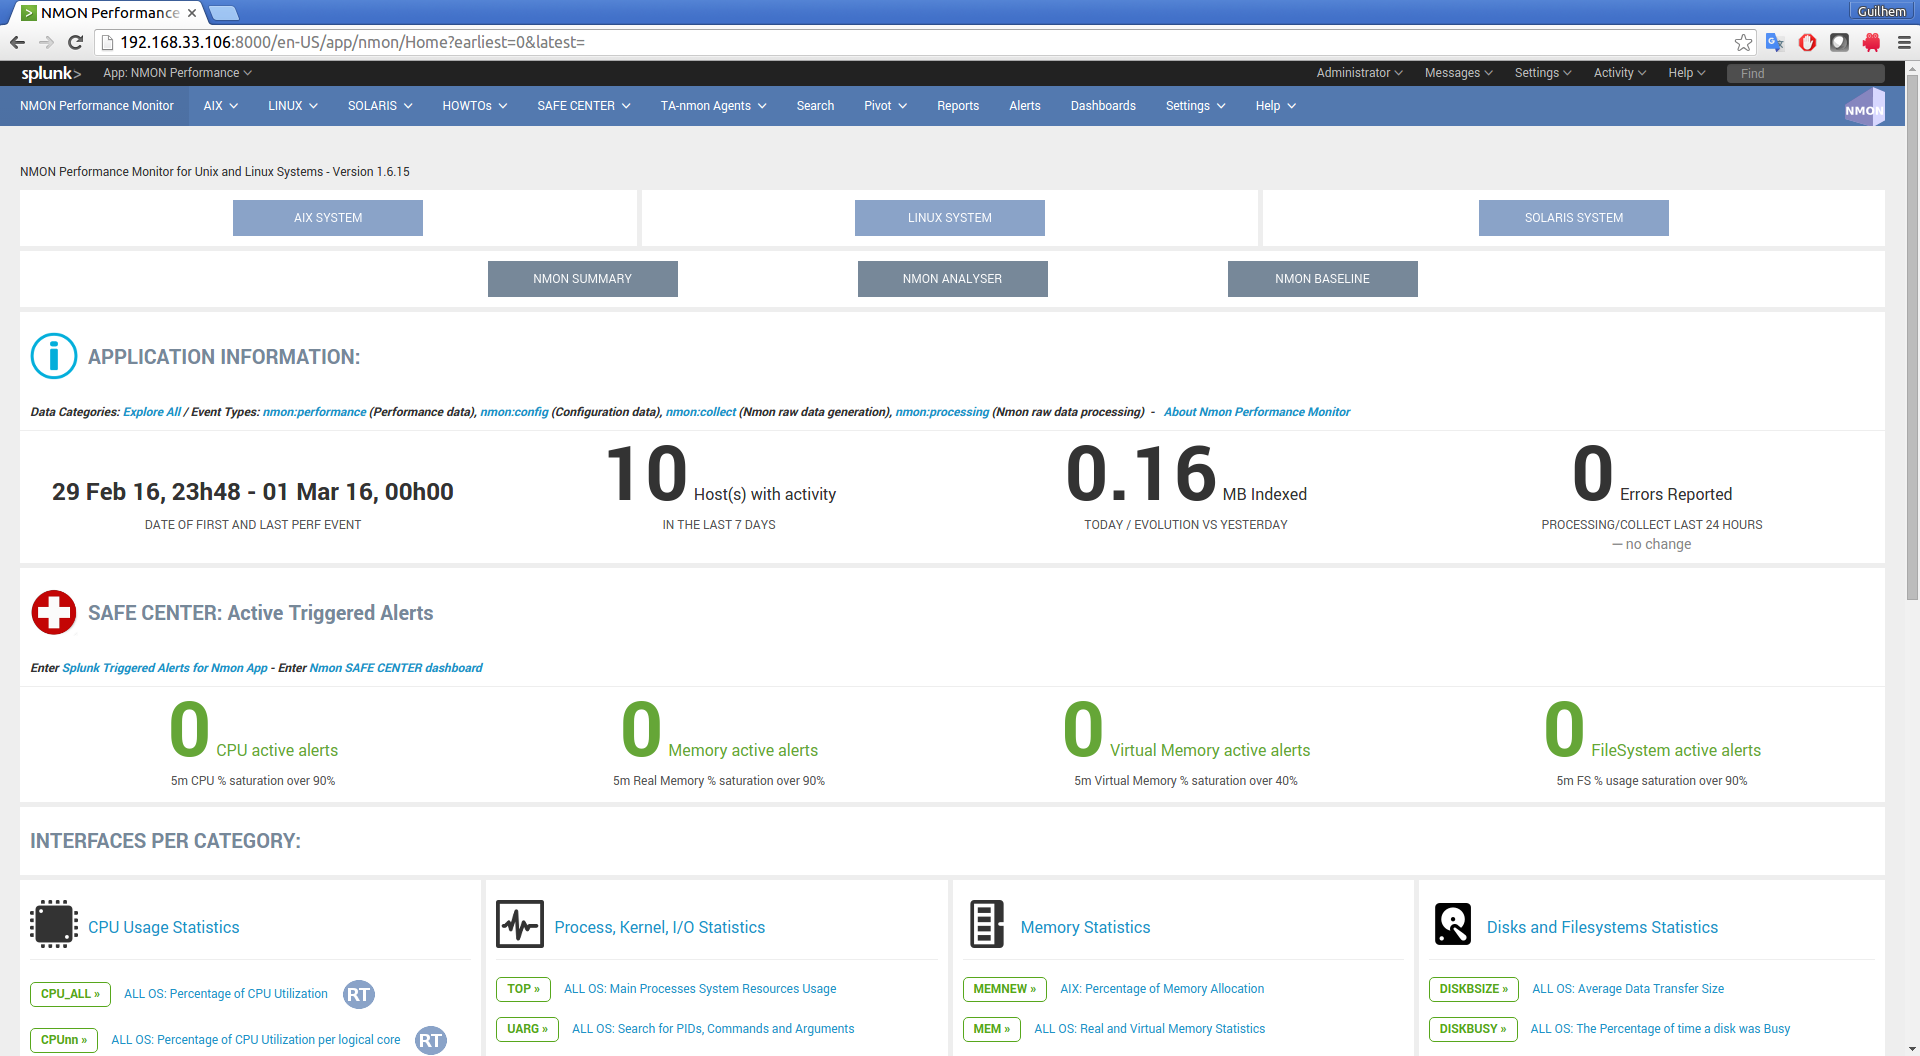 NMON Performance
Guilhem
192.168.33.106:8000/en-US/app/nmon/Home?earliest=0&latest=
splunk> App: NMON Performance Administrator Messages Settings Activity Help Find
NMON Performance Monitor AIX LINUX SOLARIS HOWTOs SAFE CENTER TA-nmon Agents Search Pivot Reports Alerts Dashboards Settings Help NMON
NMON Performance Monitor for Unix and Linux Systems - Version 1.6.15
AIX SYSTEM LINUX SYSTEM SOLARIS SYSTEM
NMON SUMMARY NMON ANALYSER NMON BASELINE
APPLICATION INFORMATION:
Data Categories: Explore All / Event Types: nmon:performance (Performance data), nmon:config (Configuration data), nmon:collect (Nmon raw data generation), nmon:processing (Nmon raw data processing) - About Nmon Performance Monitor
29 Feb 16, 23h48 - 01 Mar 16, 00h00 10 Host(s) with activity 0.16 MB Indexed 0 Errors Reported
DATE OF FIRST AND LAST PERF EVENT IN THE LAST 7 DAYS TODAY / EVOLUTION VS YESTERDAY PROCESSING/COLLECT LAST 24 HOURS
— no change
SAFE CENTER: Active Triggered Alerts
Enter Splunk Triggered Alerts for Nmon App - Enter Nmon SAFE CENTER dashboard
0 CPU active alerts 0 Memory active alerts 0 Virtual Memory active alerts 0 FileSystem active alerts
5m CPU % saturation over 90% 5m Real Memory % saturation over 90% 5m Virtual Memory % saturation over 40% 5m FS % usage saturation over 90%
INTERFACES PER CATEGORY:
CPU Usage Statistics Process, Kernel, I/O Statistics Memory Statistics Disks and Filesystems Statistics
CPU_ALL » ALL OS: Percentage of CPU Utilization RT TOP » ALL OS: Main Processes System Resources Usage MEMNEW » AIX: Percentage of Memory Allocation DISKBSIZE » ALL OS: Average Data Transfer Size
CPUnn » ALL OS: Percentage of CPU Utilization per logical core RT UARG » ALL OS: Search for PIDs, Commands and Arguments MEM » ALL OS: Real and Virtual Memory Statistics DISKBUSY » ALL OS: The Percentage of time a disk was Busy